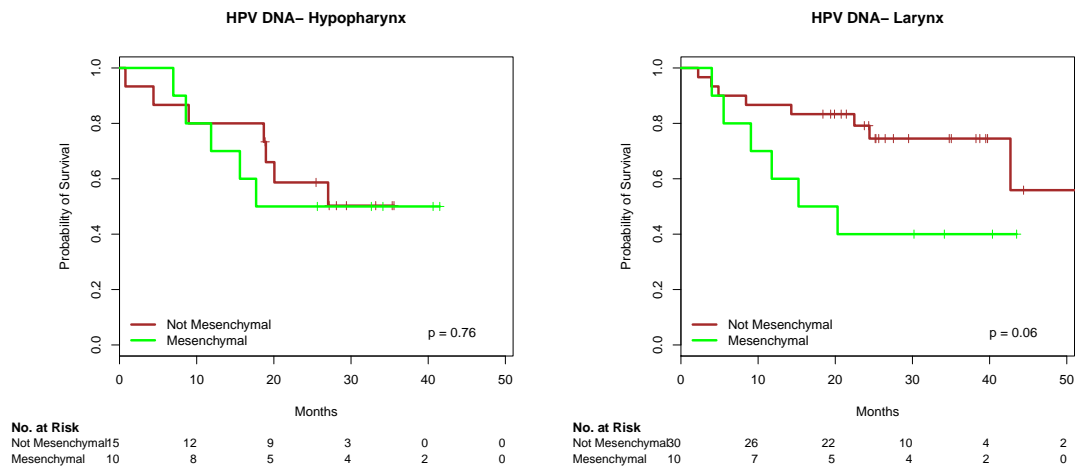 HPV DNA− Hypopharynx
Probability of Survival
1.0
0.8
0.6
0.4
0.2
0.0
Not Mesenchymal
Mesenchymal
p = 0.76
0 10 20 30 40 50
Months
No. at Risk
Not Mesenchymal 15 12 9 3 0 0
Mesenchymal 10 8 5 4 2 0
HPV DNA− Larynx
Probability of Survival
1.0
0.8
0.6
0.4
0.2
0.0
Not Mesenchymal
Mesenchymal
p = 0.06
0 10 20 30 40 50
Months
No. at Risk
Not Mesenchymal 30 26 22 10 4 2
Mesenchymal 10 7 5 4 2 0